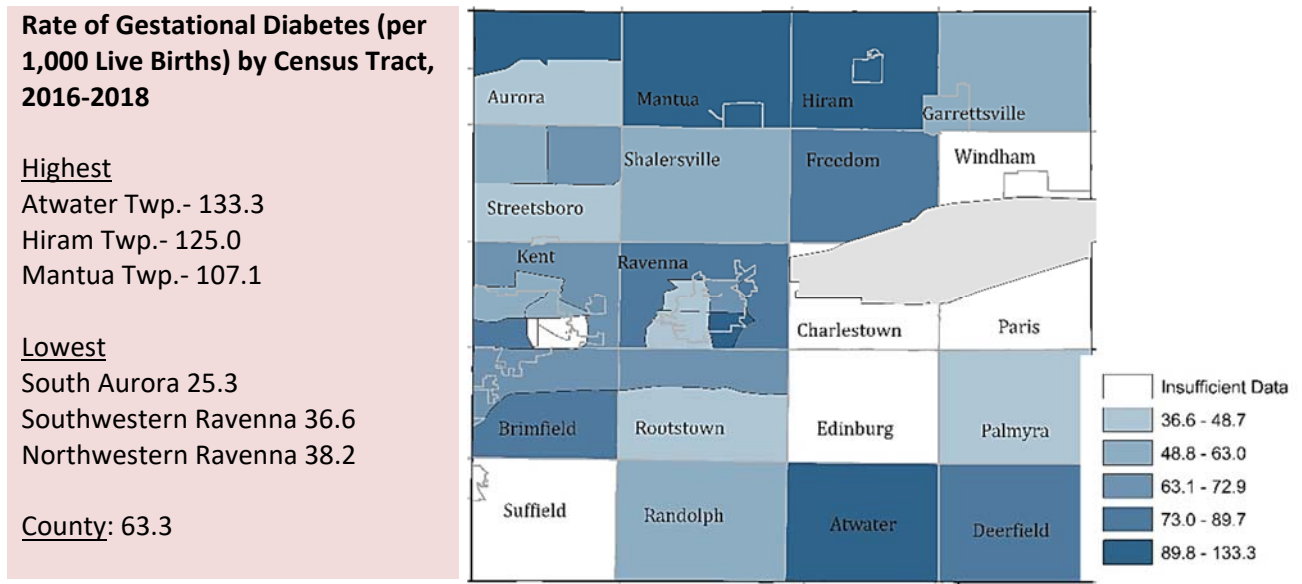 Rate of Gestational Diabetes (per
1,000 Live Births) by Census Tract,
2016-2018
Highest
Atwater Twp.- 133.3
Hiram Twp.- 125.0
Mantua Twp.- 107.1
Lowest
South Aurora 25.3
Southwestern Ravenna 36.6
Northwestern Ravenna 38.2
County: 63.3
Aurora
Mantua
Hiram
Garrettsville
Shalersville
Freedom
Windham
Streetsboro
Kent
Ravenna
Charlestown
Paris
Brimfield
Rootstown
Edinburg
Palmyra
Suffield
Randolph
Atwater
Deerfield
Insufficient Data
36.6 - 48.7
48.8 - 63.0
63.1 - 72.9
73.0 - 89.7
89.8 - 133.3